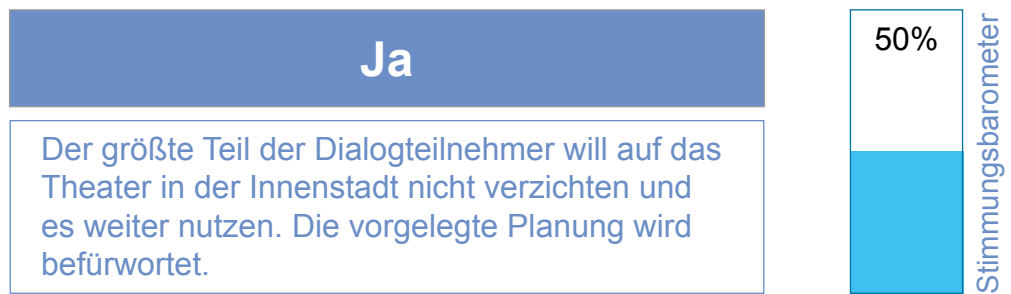 Ja
Der größte Teil der Dialogteilnehmer will auf das
Theater in der Innenstadt nicht verzichten und
es weiter nutzen. Die vorgelegte Planung wird
befürwortet.
50%
Stimmungsbarometer